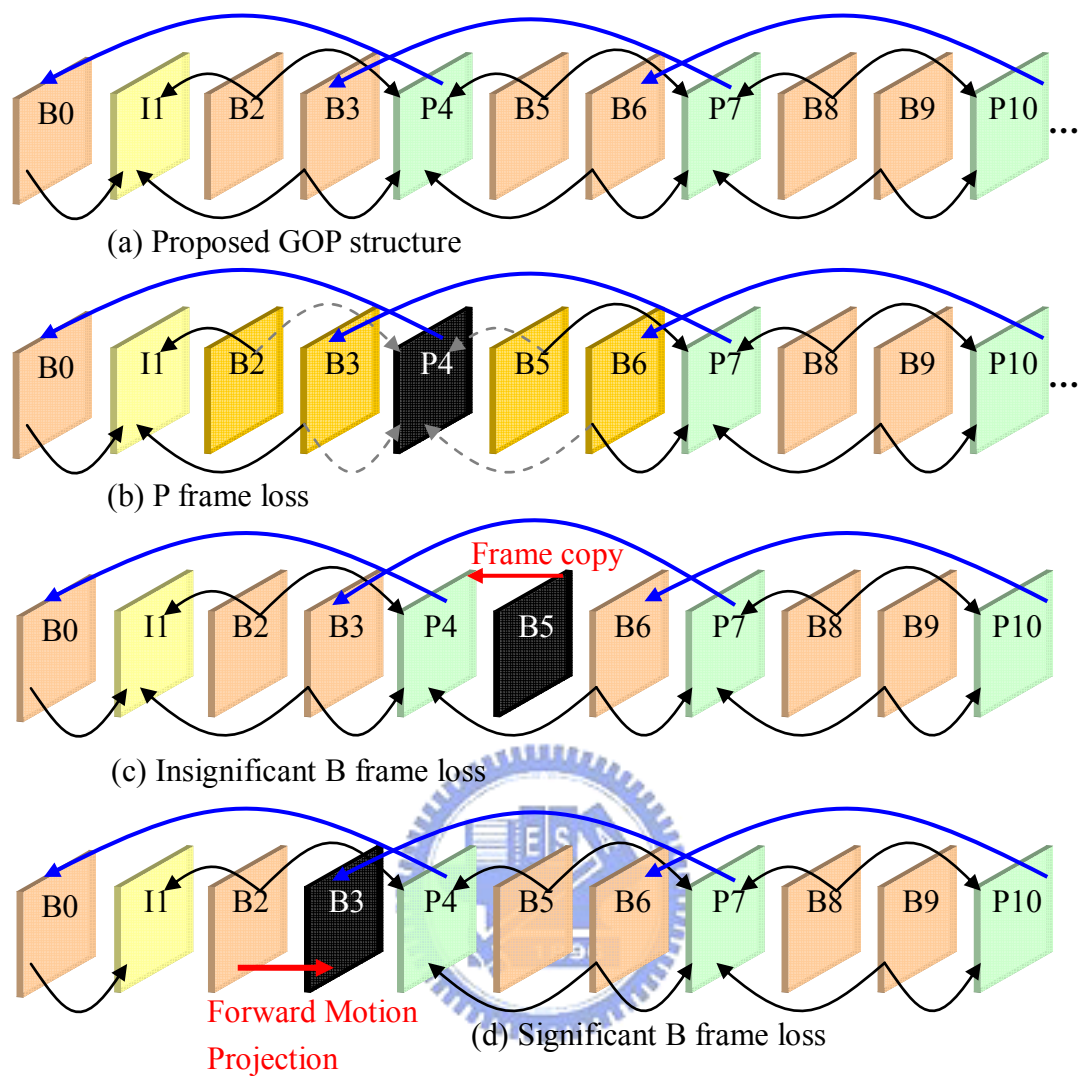 B0 I1 B2 B3 P4 B5 B6 P7 B8 B9 P10 ...
(a) Proposed GOP structure
B0 I1 B2 B3 P4 B5 B6 P7 B8 B9 P10 ...
(b) P frame loss
Frame copy
B0 I1 B2 B3 P4 B5 B6 P7 B8 B9 P10
(c) Insignificant B frame loss
B0 I1 B2 B3 P4 B5 B6 P7 B8 B9 P10
Forward Motion
Projection
(d) Significant B frame loss